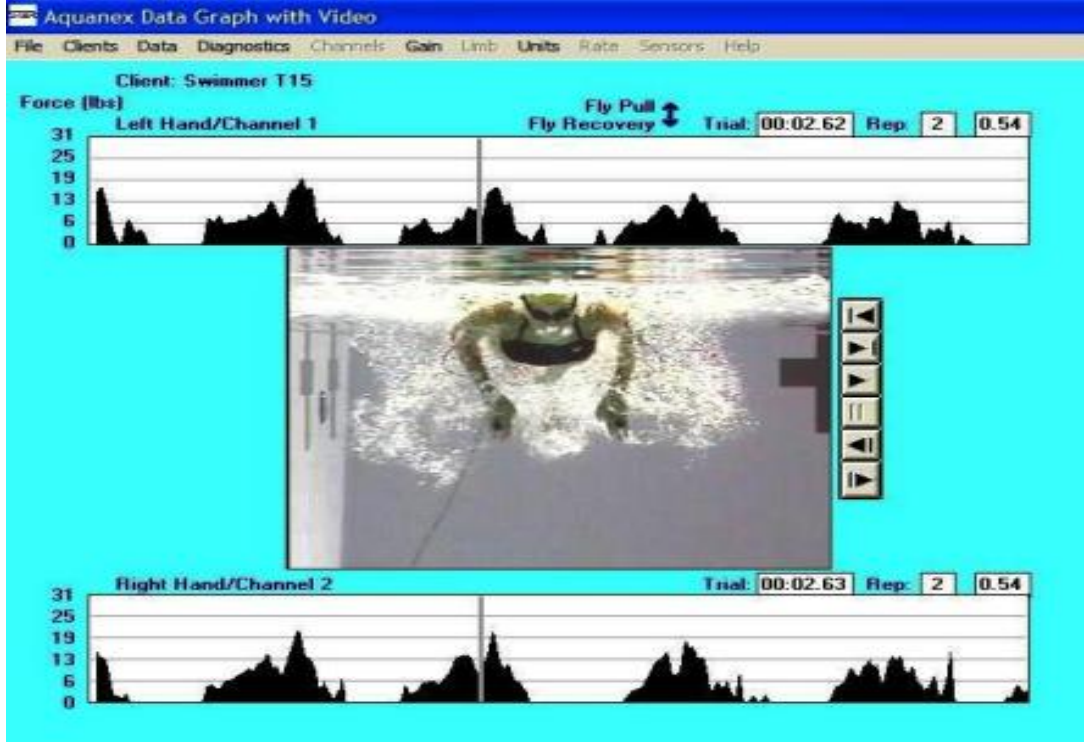 Aquanex Data Graph with Video
File Clients Data Diagnostics Channels Gain Limb Units Rate Sensors Help
Client: Swimmer T15
Force (lbs)
Fly Pull
Left Hand/Channel 1 Fly Recovery Trial: 00:02.62 Rep: 2 0.54
31
25
19
13
6
0
Right Hand/Channel 2 Trial: 00:02.63 Rep: 2 0.54
31
25
19
13
6
0